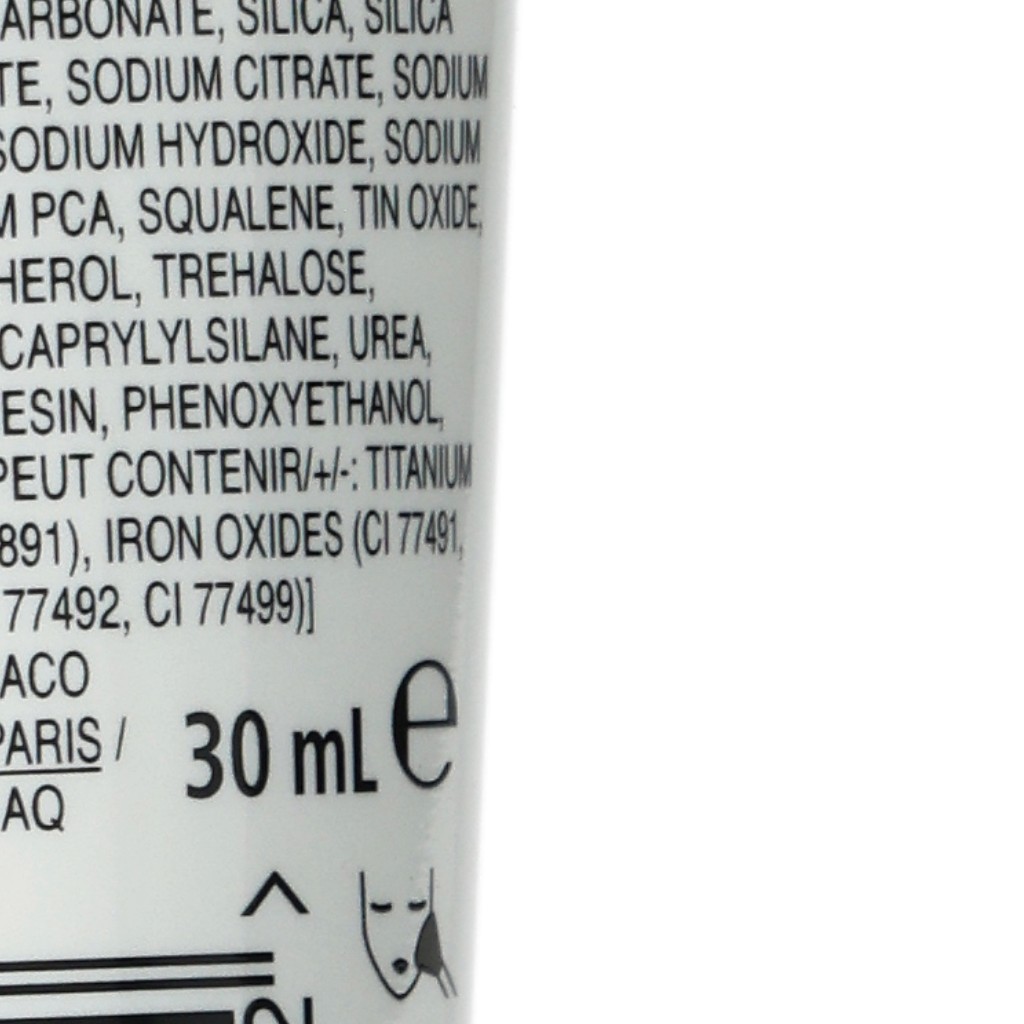 ARBONATE, SILICA, SILICA
TE, SODIUM CITRATE, SODIUM
SODIUM HYDROXIDE, SODIUM
M PCA, SQUALENE, TIN OXIDE,
HEROL, TREHALOSE,
CAPRYLYLSILANE, UREA,
ESIN, PHENOXYETHANOL,
PEUT CONTENIR/+/-: TITANIUM
891), IRON OXIDES (CI 77491,
77492, CI 77499)]
ACO
PARIS /
AQ
30 mL e